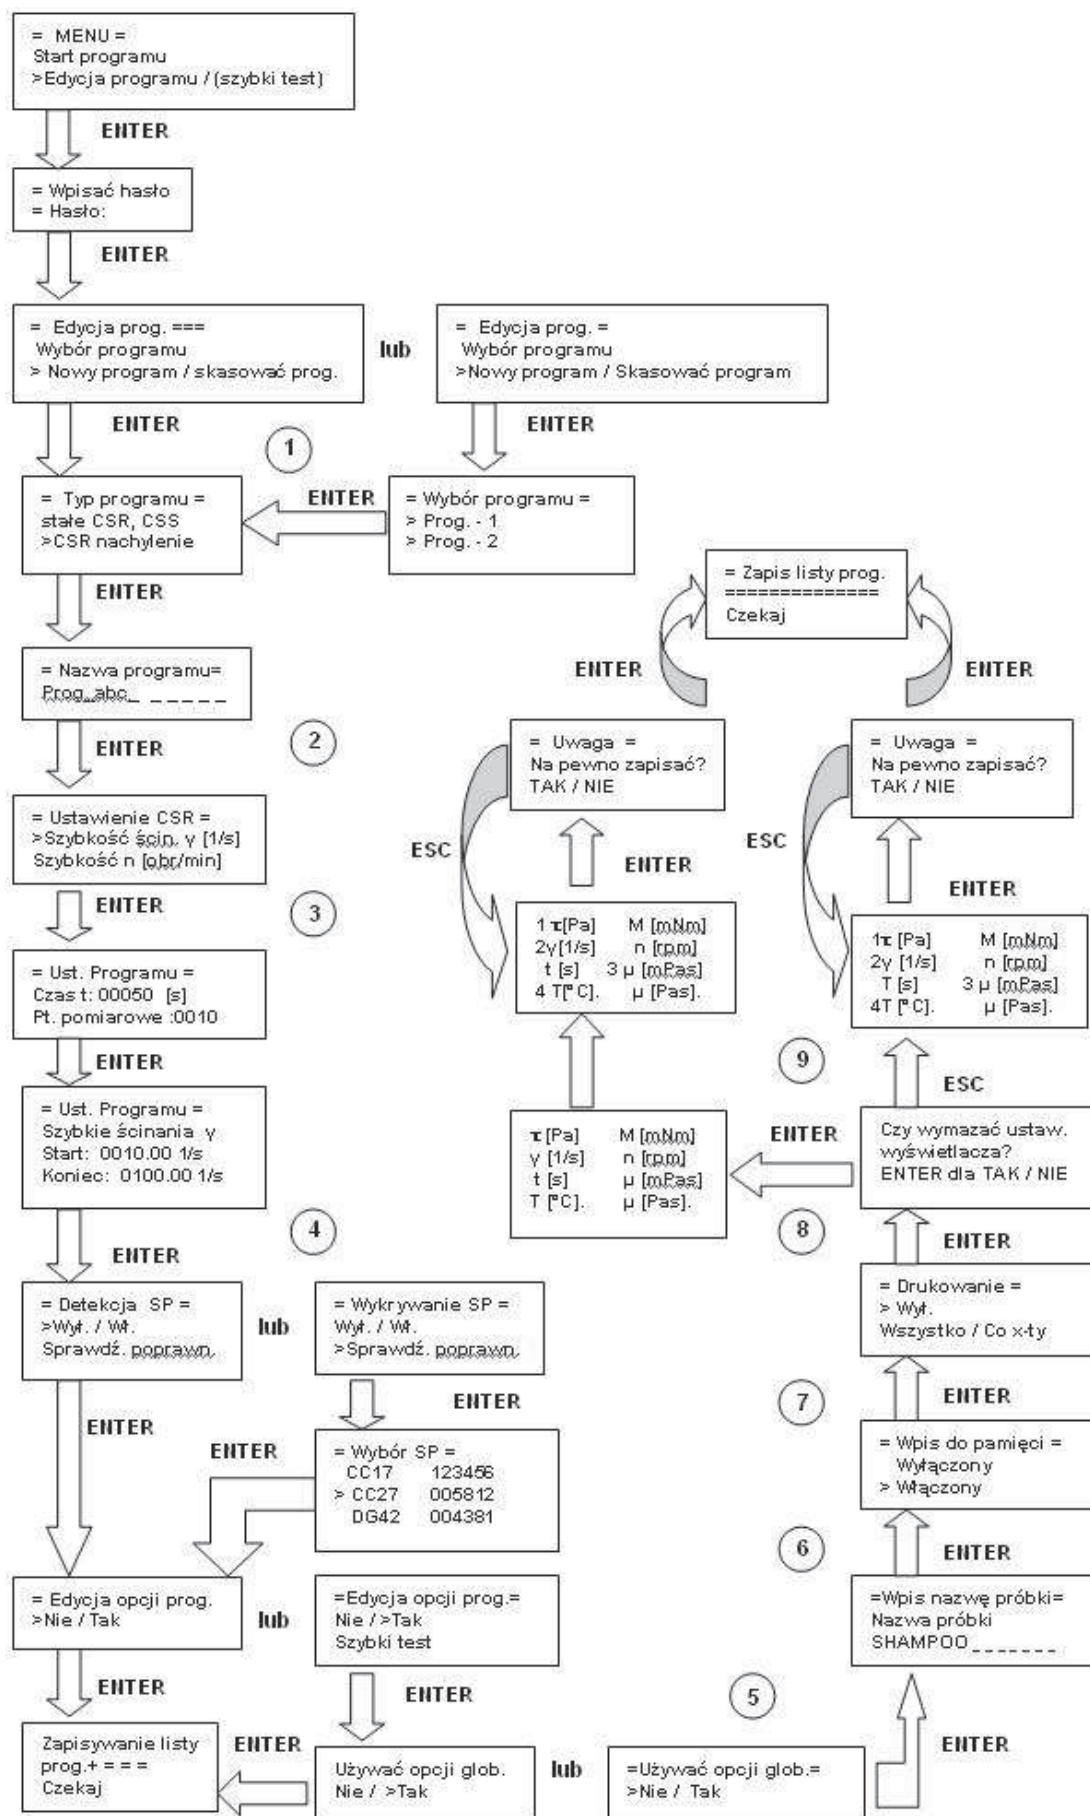 = MENU =
Start programu
>Edycja programu / (szybki test)
ENTER
= Wpisać hasło
= Hasło:
ENTER
= Edycja prog. ===
Wybór programu
> Nowy program / skasować prog.
lub
= Edycja prog. =
Wybór programu
>Nowy program / Skasować program
ENTER
ENTER
1
= Typ programu =
stałe CSR, CSS
>CSR nachylenie
ENTER
= Wybór programu =
> Prog. - 1
> Prog. - 2
ENTER
= Nazwa programu=
Prog. abc._ _ _ _ _ _
ENTER
2
= Ustawienie CSR =
>Szybkość ścin. γ [1/s]
Szybkość n [obr/min]
ENTER
3
= Ust. Programu =
Czas t: 00050 [s]
Pt. pomiarowe :0010
ENTER
= Ust. Programu =
Szybkie ścinania γ
Start: 0010.00 1/s
Koniec: 0100.00 1/s
ENTER
4
= Detekcja SP =
>Wył. / Wł.
Sprawdź. poprawn.
lub
= Wykrywanie SP =
Wył. / Wł.
>Sprawdź. poprawn.
ENTER
ENTER
ENTER
= Wybór SP =
CC17 123456
> CC27 005812
DG42 004381
= Edycja opcji prog.
>Nie / Tak
lub
=Edycja opcji prog.=
Nie / >Tak
Szybki test
ENTER
ENTER
Zapisywanie listy
prog.+ = = =
Czekaj
ENTER
Używać opcji glob.
Nie / >Tak
lub
5
=Używać opcji glob.=
>Nie / Tak
ENTER
=Wpis nazwę próbki=
Nazwa próbki
SHAMPOO _ _ _ _ _ _ _
6
ENTER
= Wpis do pamięci =
Wyłączony
> Włączony
7
ENTER
= Drukowanie =
> Wył.
Wszystko / Co x-ty
8
ENTER
Czy wymazać ustaw.
wyświetlacza?
ENTER dla TAK / NIE
ENTER
τ [Pa] M [mNm]
γ [1/s] n [rpm]
t [s] μ [mPas]
T [°C]. μ [Pas].
9
ESC
1 τ[Pa] M [mNm]
2γ[1/s] n [rpm]
t [s] 3 μ [mPas]
4 T[°C]. μ [Pas].
1τ [Pa] M [mNm]
2γ [1/s] n [rpm]
T [s] 3 μ [mPas]
4T [°C]. μ [Pas].
ENTER
ENTER
ESC
ESC
= Uwaga =
Na pewno zapisać?
TAK / NIE
= Uwaga =
Na pewno zapisać?
TAK / NIE
ENTER
ENTER
= Zapis listy prog.
==============
Czekaj